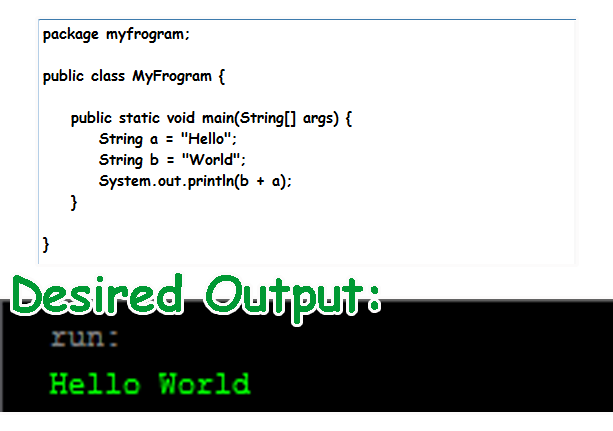 package myfrogram;
public class MyFrogram {
public static void main(String[] args) {
String a = "Hello";
String b = "World";
System.out.println(b + a);
}
}
Desired Output:
run:
Hello World